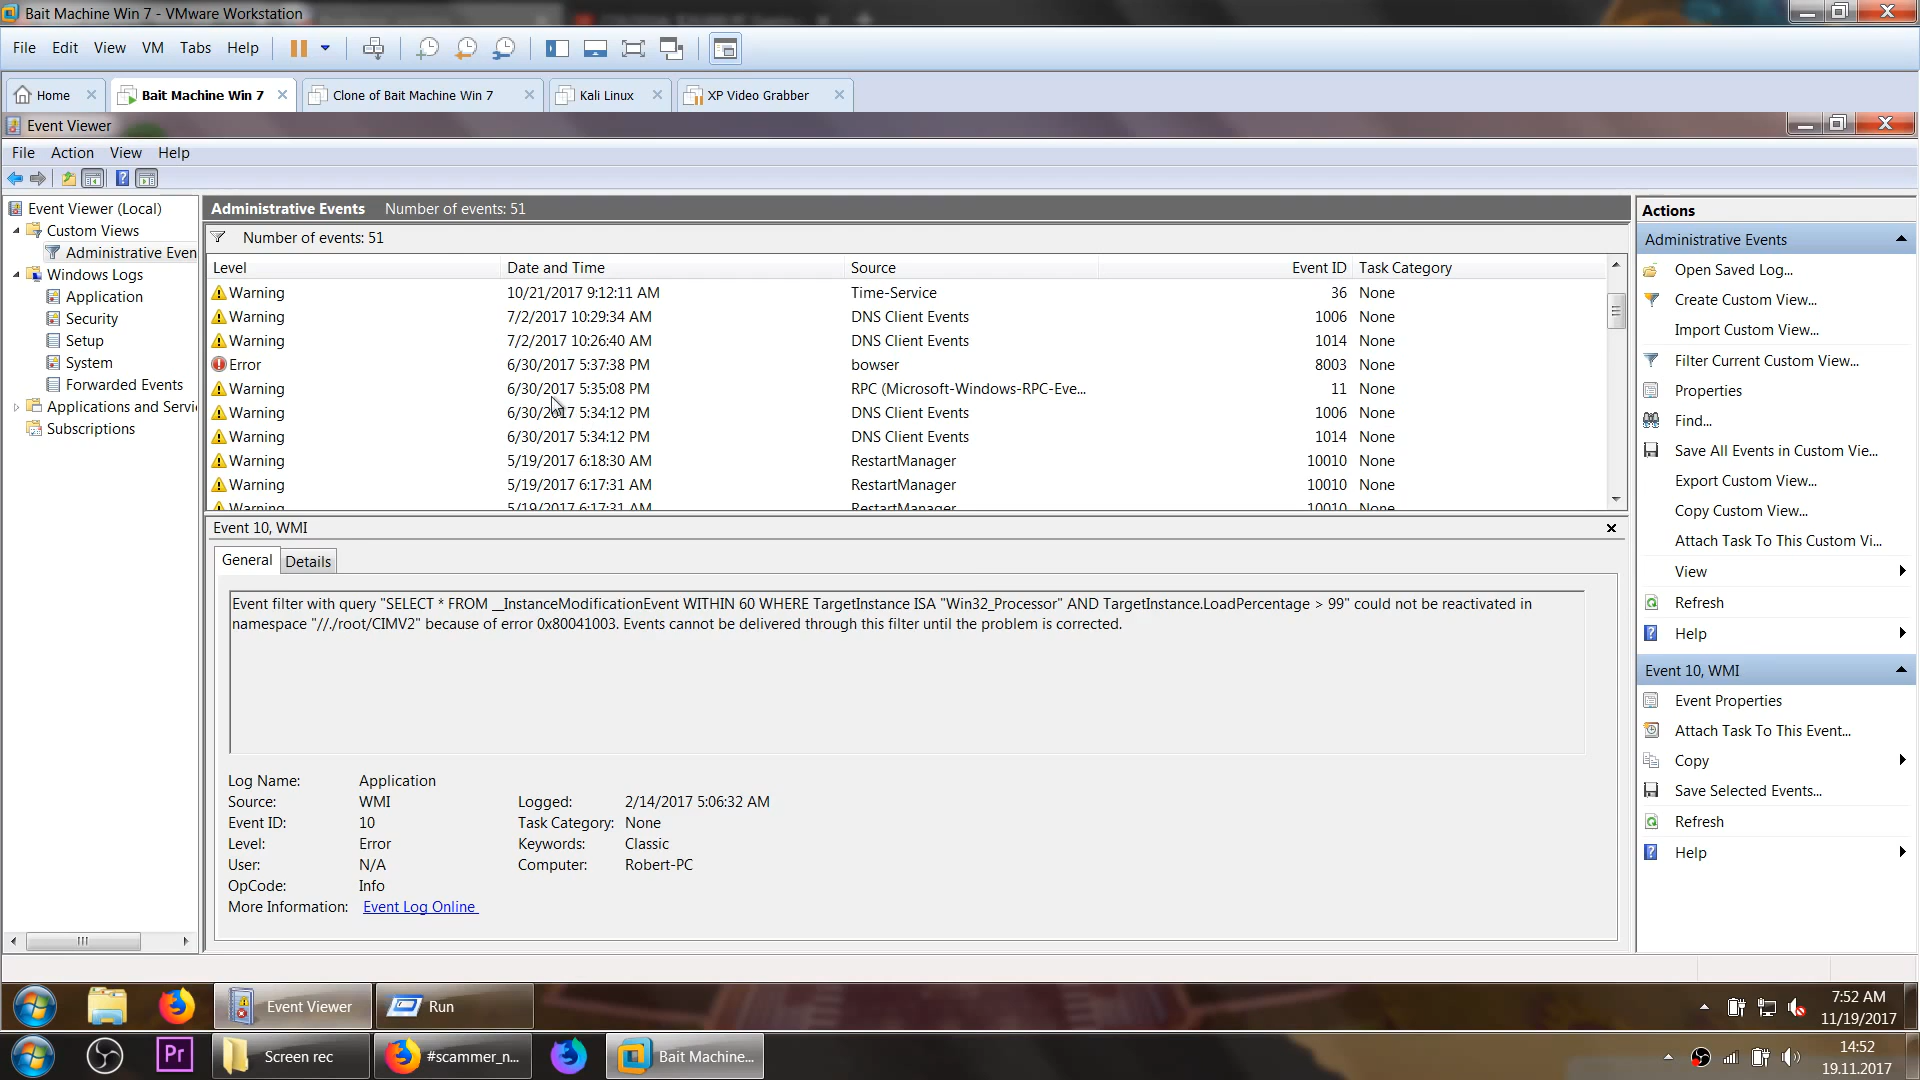 Bait Machine Win 7 - VMware Workstation
File Edit View VM Tabs Help
Home Bait Machine Win 7 Clone of Bait Machine Win 7 Kali Linux XP Video Grabber
Event Viewer
File Action View Help
Event Viewer (Local)
Custom Views
Administrative Even
Windows Logs
Application
Security
Setup
System
Forwarded Events
Applications and Servi
Subscriptions
Administrative Events Number of events: 51
Number of events: 51
Level Date and Time Source Event ID Task Category
Warning 10/21/2017 9:12:11 AM Time-Service 36 None
Warning 7/2/2017 10:29:34 AM DNS Client Events 1006 None
Warning 7/2/2017 10:26:40 AM DNS Client Events 1014 None
Error 6/30/2017 5:37:38 PM bowser 8003 None
Warning 6/30/2017 5:35:08 PM RPC (Microsoft-Windows-RPC-Eve... 11 None
Warning 6/30/2017 5:34:12 PM DNS Client Events 1006 None
Warning 6/30/2017 5:34:12 PM DNS Client Events 1014 None
Warning 5/19/2017 6:18:30 AM RestartManager 10010 None
Warning 5/19/2017 6:17:31 AM RestartManager 10010 None
Warning 5/19/2017 6:17:31 AM RestartManager 10010 None
Event 10, WMI
General Details
Event filter with query "SELECT * FROM __InstanceModificationEvent WITHIN 60 WHERE TargetInstance ISA "Win32_Processor" AND TargetInstance.LoadPercentage > 99" could not be reactivated in
namespace "//./root/CIMV2" because of error 0x80041003. Events cannot be delivered through this filter until the problem is corrected.
Log Name: Application
Source: WMI Logged: 2/14/2017 5:06:32 AM
Event ID: 10 Task Category: None
Level: Error Keywords: Classic
User: N/A Computer: Robert-PC
OpCode: Info
More Information: Event Log Online
Actions
Administrative Events
Open Saved Log...
Create Custom View...
Import Custom View...
Filter Current Custom View...
Properties
Find...
Save All Events in Custom Vie...
Export Custom View...
Copy Custom View...
Attach Task To This Custom Vi...
View
Refresh
Help
Event 10, WMI
Event Properties
Attach Task To This Event...
Copy
Save Selected Events...
Refresh
Help
Event Viewer Run
7:52 AM
11/19/2017
Pr Screen rec #scammer_n... Bait Machine...
14:52
19.11.2017